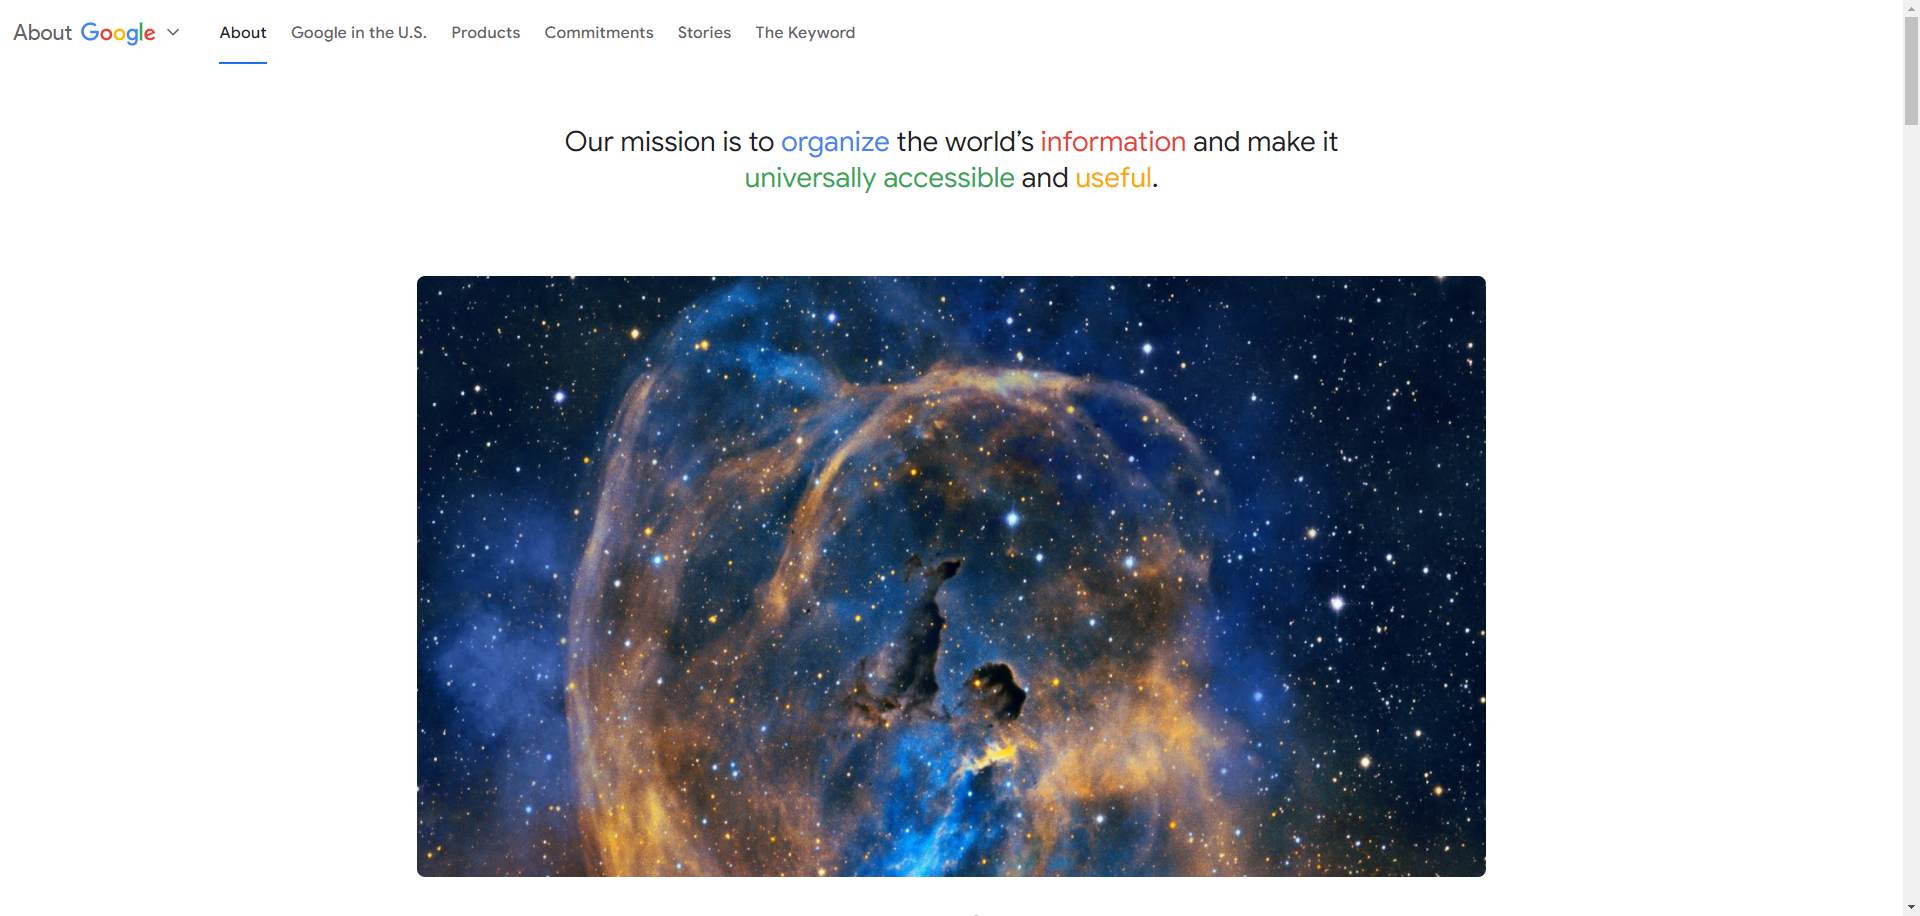 About Google About Google in the U.S. Products Commitments Stories The Keyword
Our mission is to organize the world’s information and make it
universally accessible and useful.